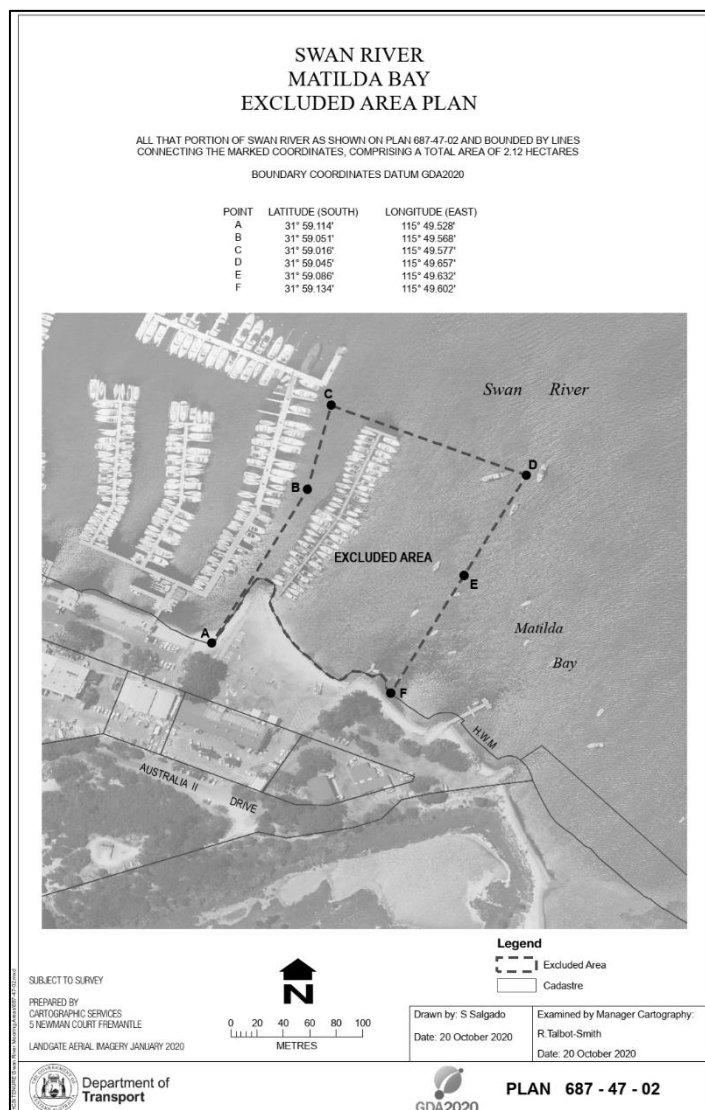 SWAN RIVER
MATILDA BAY
EXCLUDED AREA PLAN
ALL THAT PORTION OF SWAN RIVER AS SHOWN ON PLAN 687-47-02 AND BOUNDED BY LINES
CONNECTING THE MARKED COORDINATES, COMPRISING A TOTAL AREA OF 2.12 HECTARES
BOUNDARY COORDINATES DATUM GDA2020
POINT LATITUDE (SOUTH) LONGITUDE (EAST)
A 31° 59.114' 115° 49.528'
B 31° 59.051' 115° 49.568'
C 31° 59.016' 115° 49.577'
D 31° 59.045' 115° 49.657'
E 31° 59.086' 115° 49.632'
F 31° 59.134' 115° 49.602'
Swan River
C
D
B
EXCLUDED AREA
E
A
Matilda
Bay
F
H.W.M
AUSTRALIA II
DRIVE
Legend
Excluded Area
Cadastre
SUBJECT TO SURVEY
PREPARED BY
CARTOGRAPHIC SERVICES
5 NEWMAN COURT FREMANTLE
LANDGATE AERIAL IMAGERY JANUARY 2020
N
0 20 40 60 80 100
METRES
Drawn by: S Salgado
Date: 20 October 2020
Examined by Manager Cartography:
R.Talbot-Smith
Date: 20 October 2020
Department of
Transport
GDA2020
PLAN 687 - 47 - 02